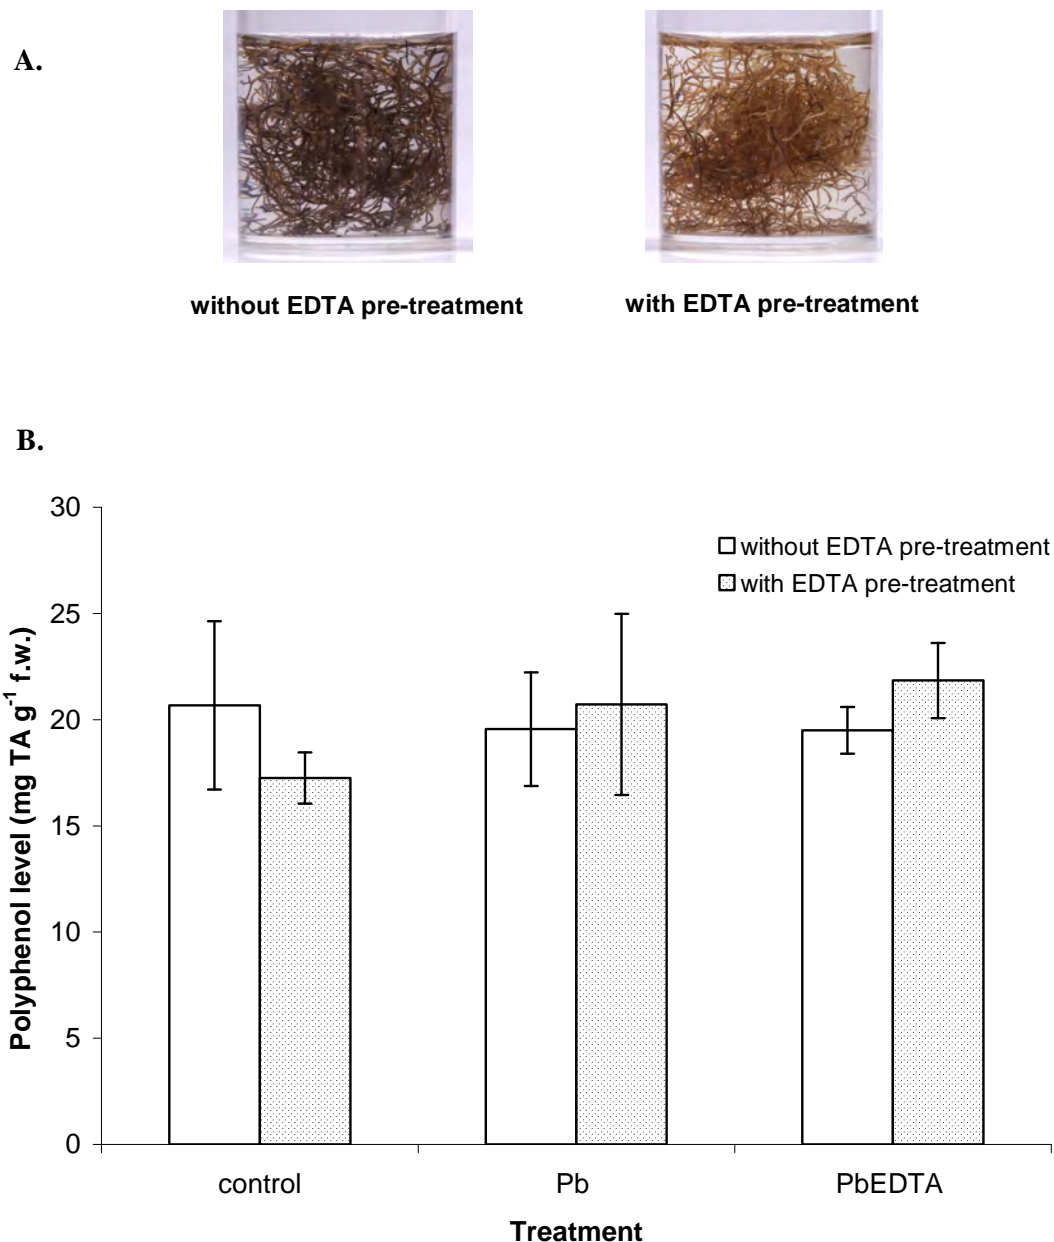 A.
without EDTA pre-treatment
with EDTA pre-treatment
B.
30
25
20
15
10
5
0
Polyphenol level (mg TA g⁻¹ f.w.)
without EDTA pre-treatment
with EDTA pre-treatment
control
Pb
PbEDTA
Treatment